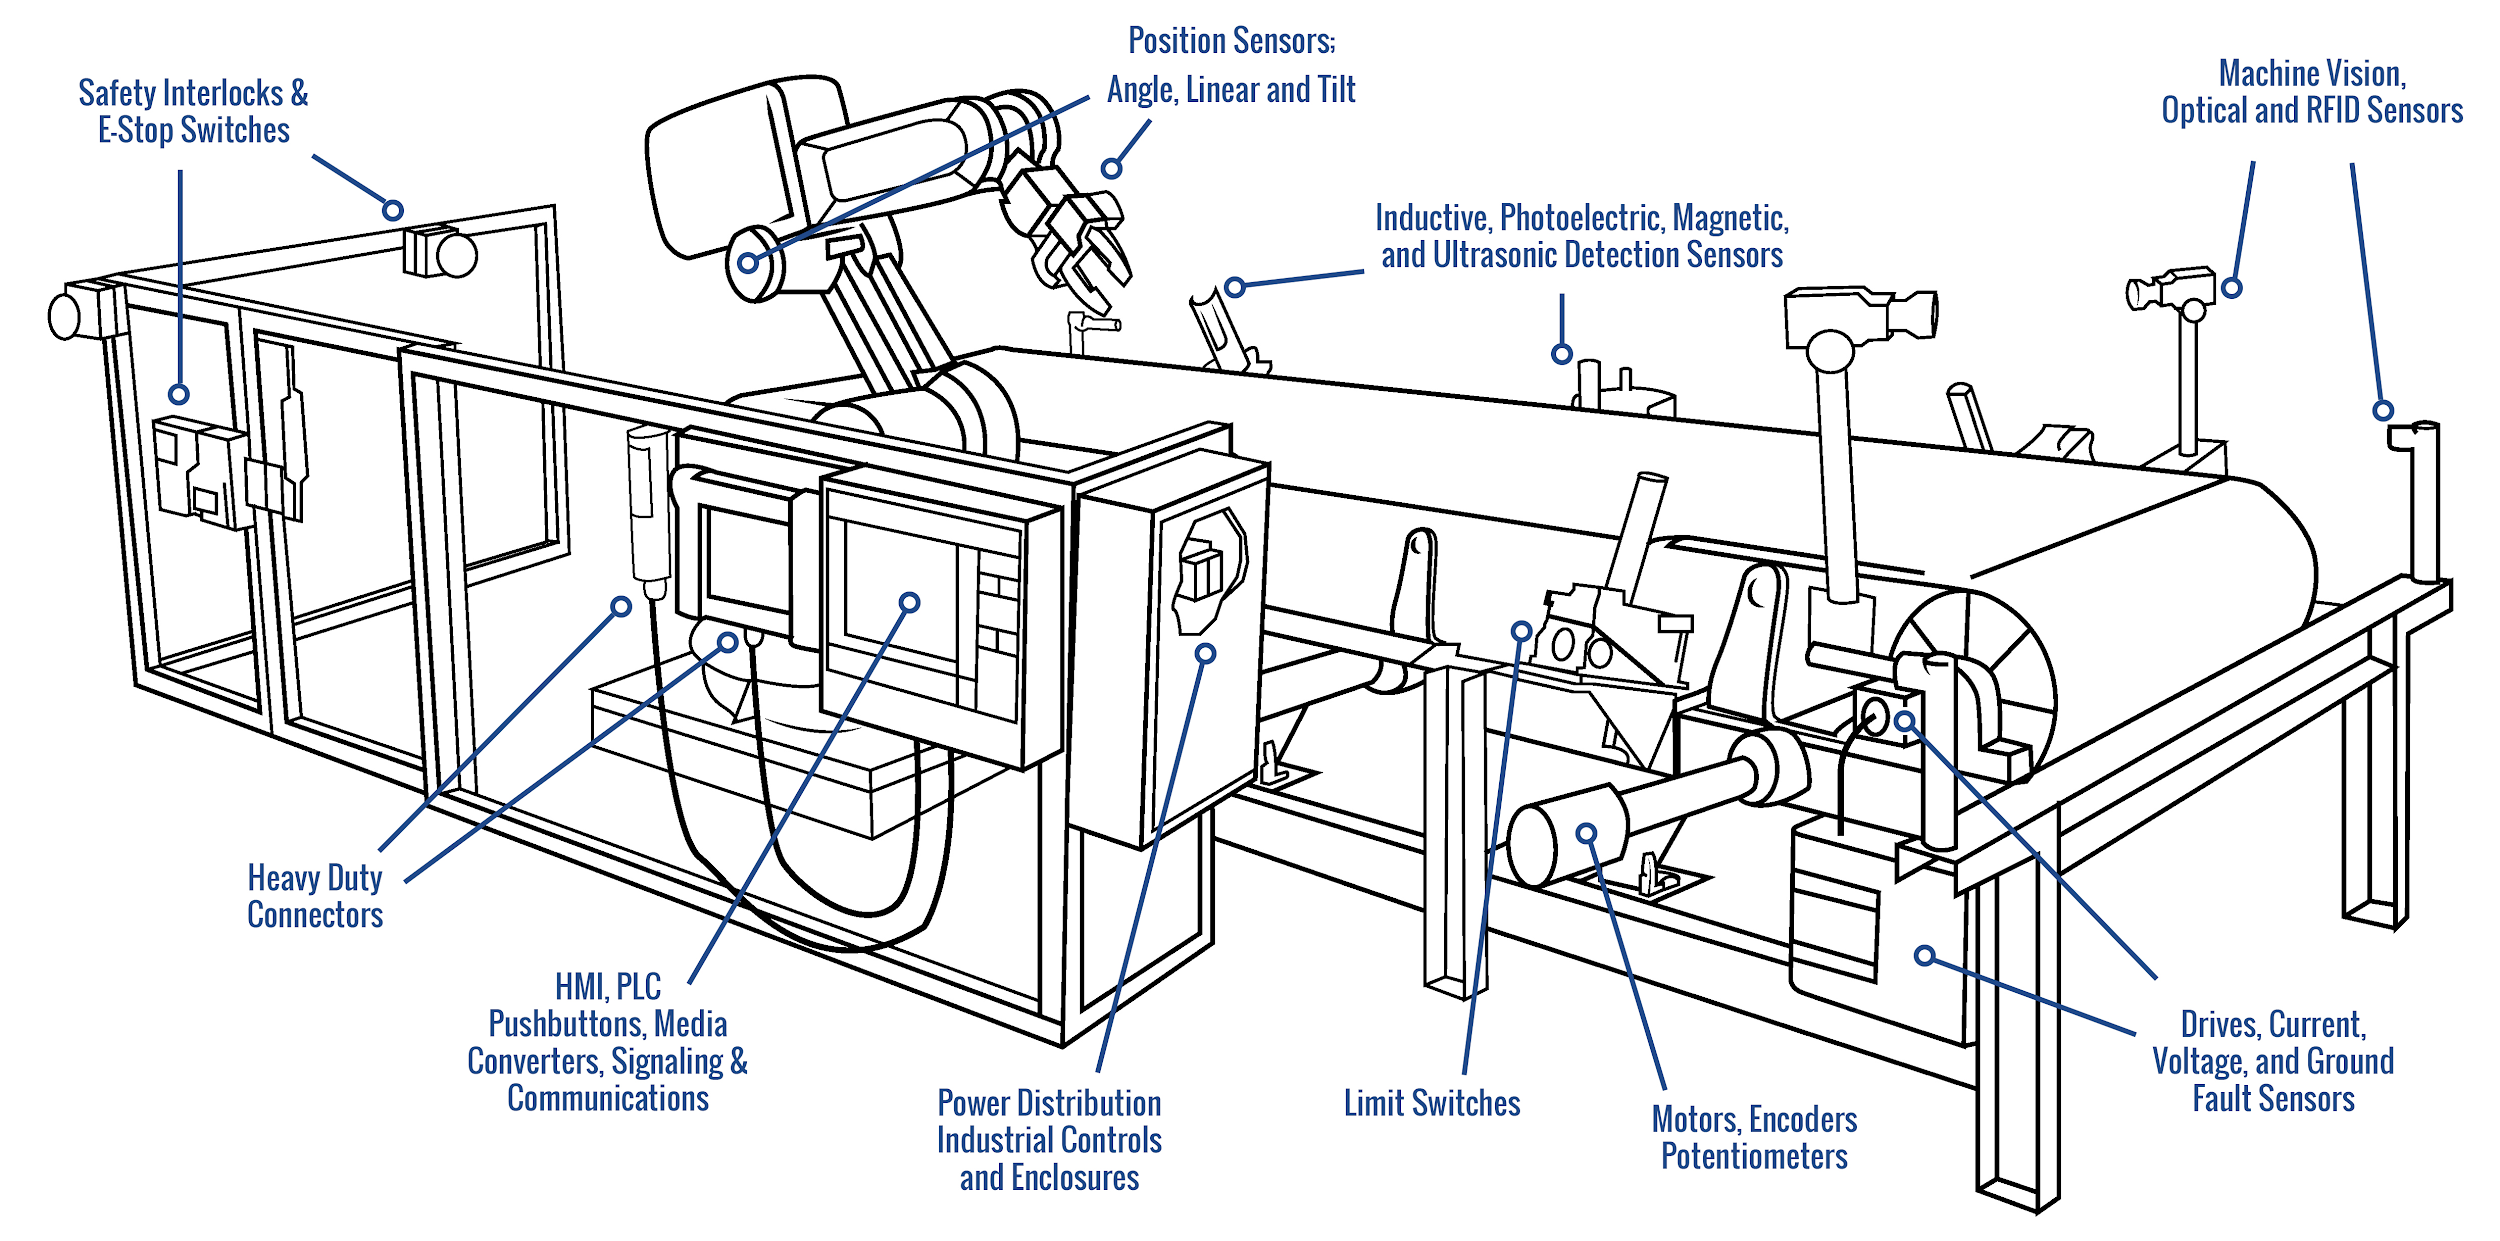 Position Sensors;
Angle, Linear and Tilt
Safety Interlocks &
E-Stop Switches
Machine Vision,
Optical and RFID Sensors
Inductive, Photoelectric, Magnetic,
and Ultrasonic Detection Sensors
Heavy Duty
Connectors
HMI, PLC
Pushbuttons, Media
Converters, Signaling &
Communications
Power Distribution
Industrial Controls
and Enclosures
Limit Switches
Motors, Encoders
Potentiometers
Drives, Current,
Voltage, and Ground
Fault Sensors